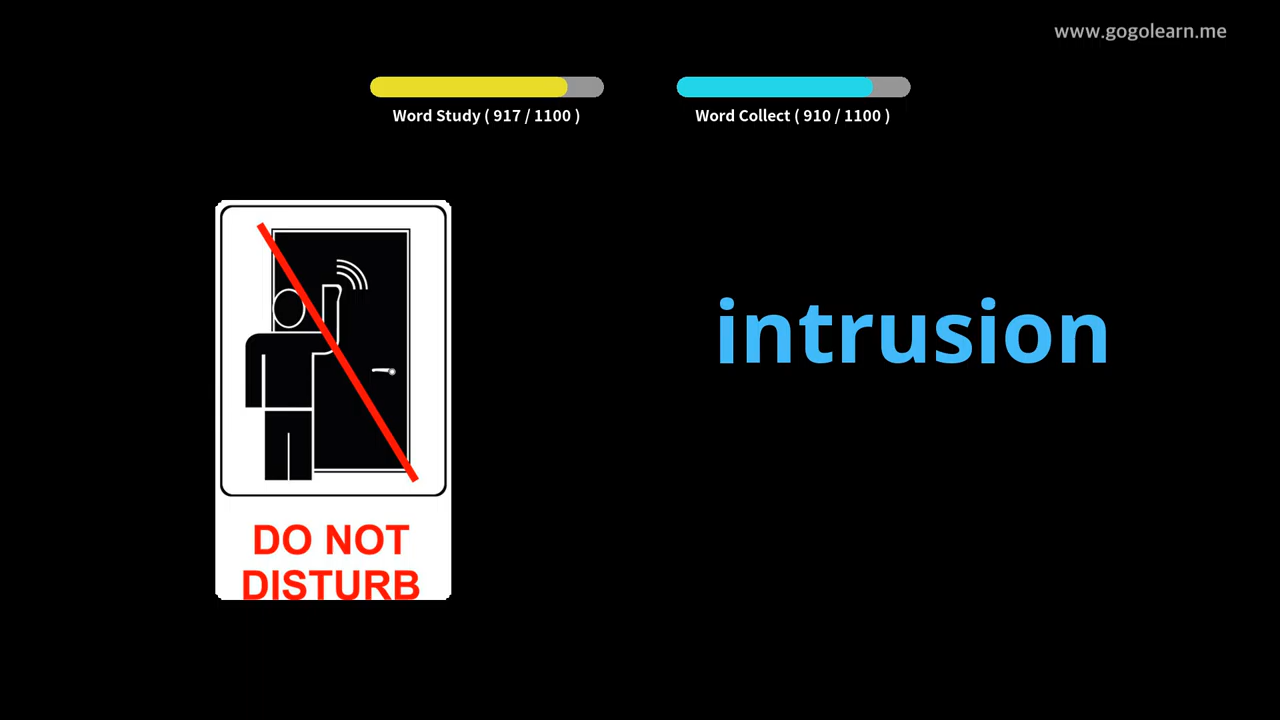 www.gogolearn.me
Word Study ( 917 / 1100 )
Word Collect ( 910 / 1100 )
intrusion
DO NOT
DISTURB